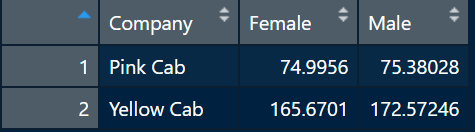 Company Female Male
1 Pink Cab 74.9956 75.38028
2 Yellow Cab 165.6701 172.57246